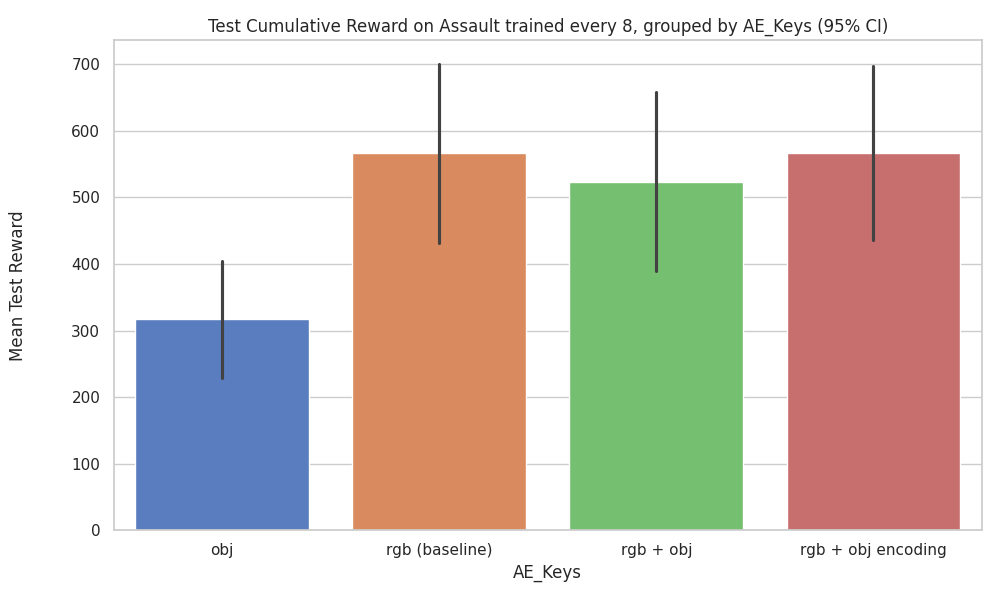 Test Cumulative Reward on Assault trained every 8, grouped by AE_Keys (95% CI)
Mean Test Reward
700
600
500
400
300
200
100
0
obj
rgb (baseline)
rgb + obj
rgb + obj encoding
AE_Keys